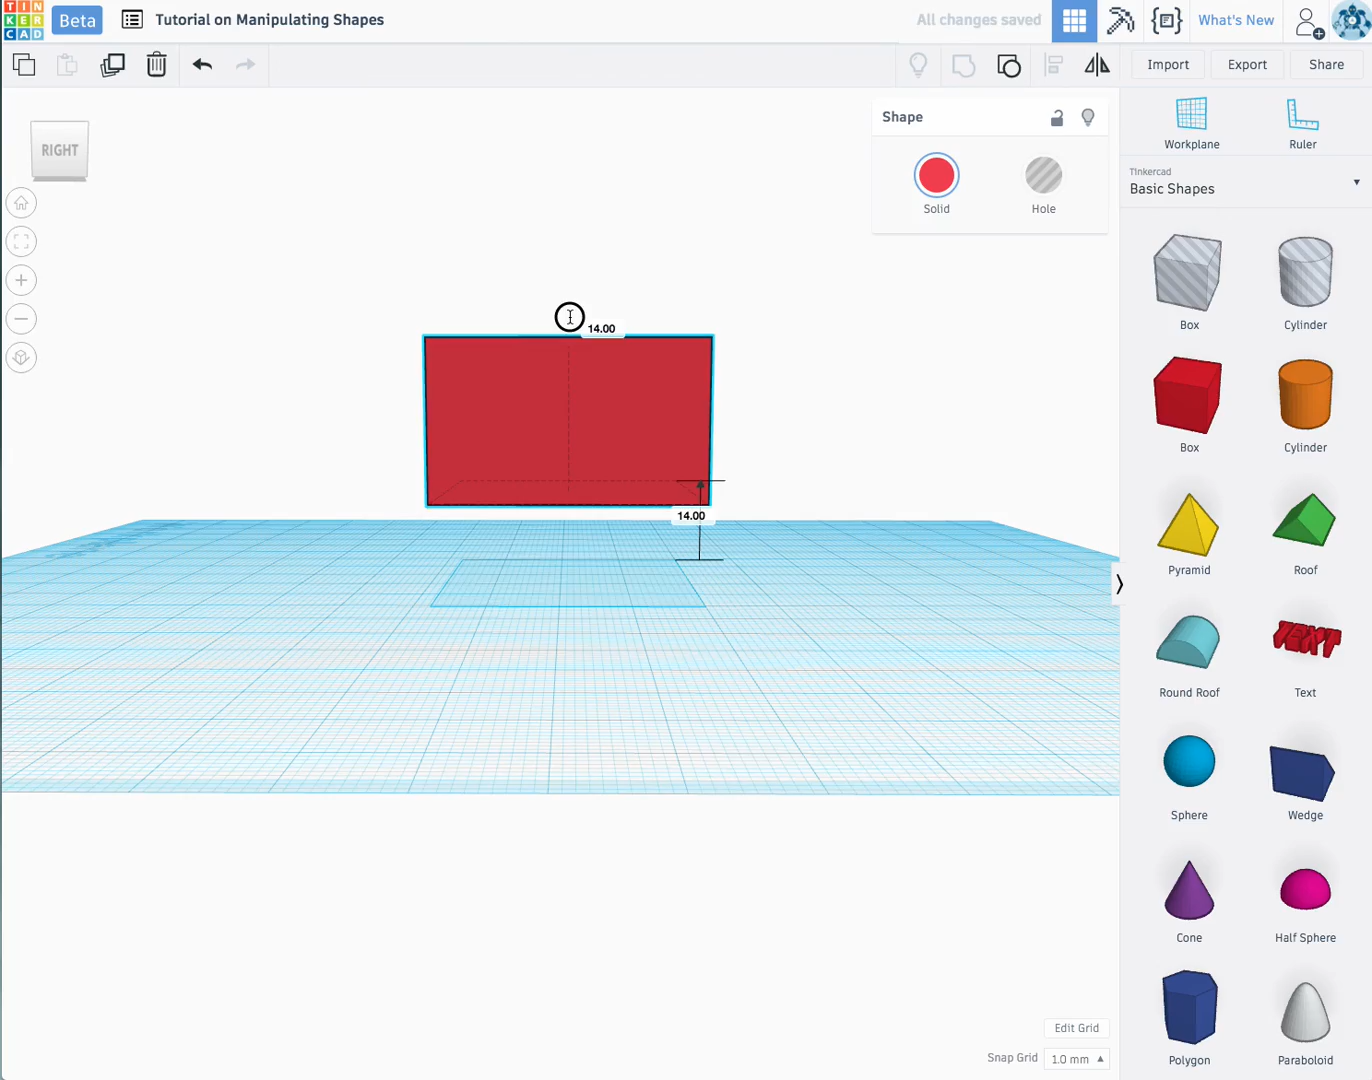 TIN
KER
CAD
Beta
Tutorial on Manipulating Shapes
All changes saved
What's New
Import
Export
Share
RIGHT
Shape
Solid
Hole
Workplane
Ruler
Tinkercad
Basic Shapes
14.00
14.00
Box
Cylinder
Box
Cylinder
Pyramid
Roof
TEXT
Round Roof
Text
Sphere
Wedge
Cone
Half Sphere
Polygon
Paraboloid
Edit Grid
Snap Grid
1.0 mm